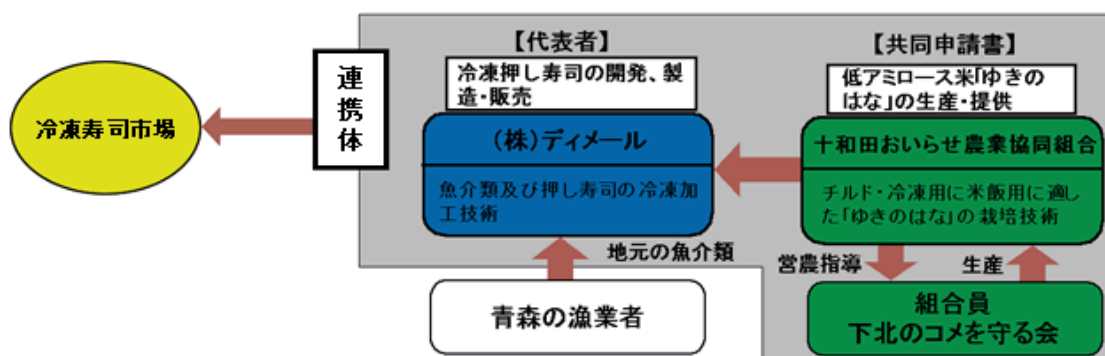 冷凍寿司市場
連携体
【代表者】
冷凍押し寿司の開発、製
造・販売
(株)ディメール
魚介類及び押し寿司の冷凍加
工技術
地元の魚介類
青森の漁業者
【共同申請書】
低アミロース米「ゆきの
はな」の生産・提供
十和田おいらせ農業協同組合
チルド・冷凍用に米飯用に適し
た「ゆきのはな」の栽培技術
営農指導
生産
組合員
下北のコメを守る会